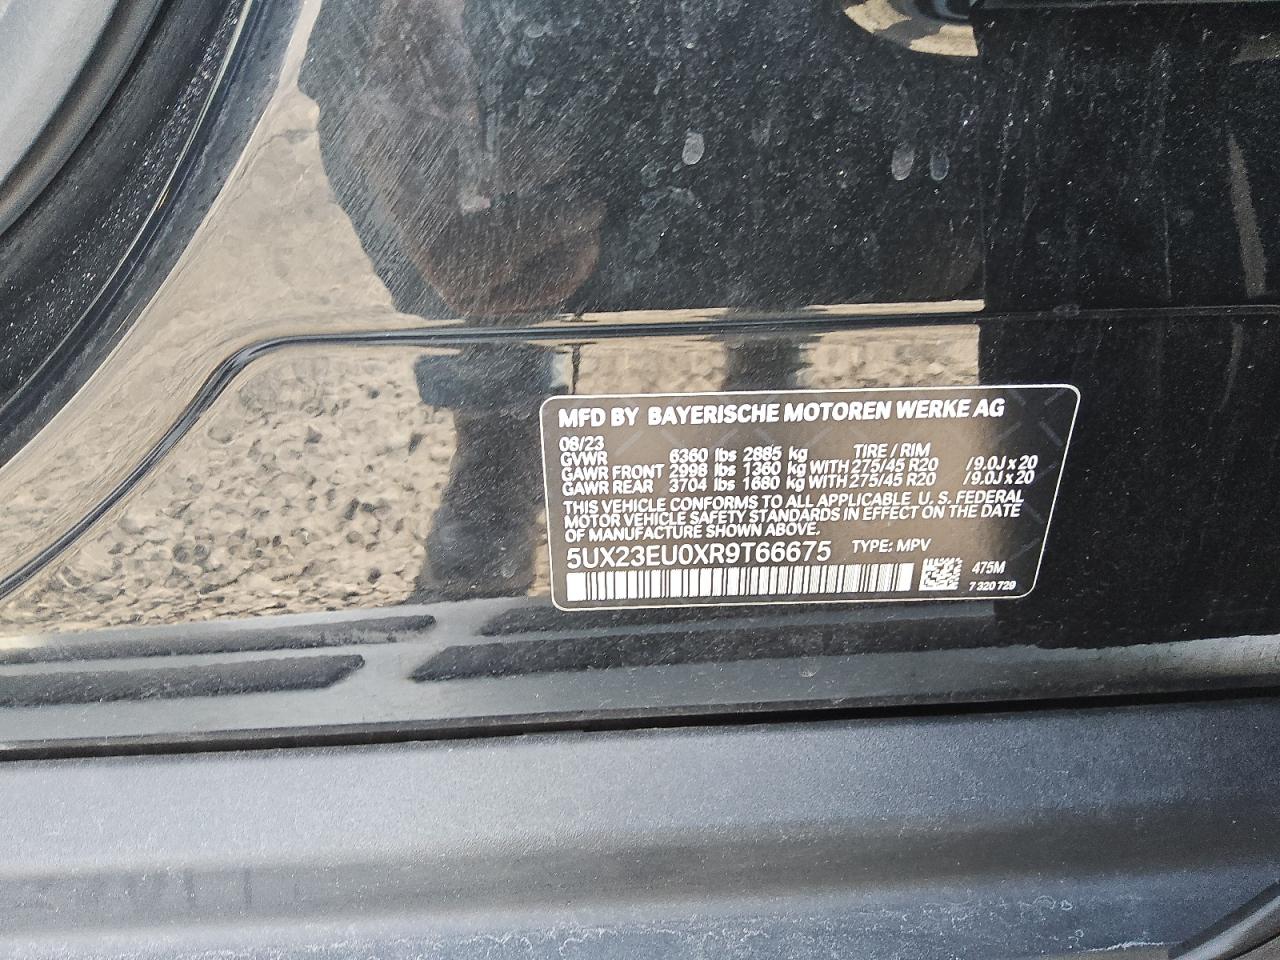 MFD BY BAYERISCHE MOTOREN WERKE AG
08/23
GVWR 6360 lbs 2885 kg TIRE / RIM
GAWR FRONT 2998 lbs 1360 kg WITH 275/45 R20 /9.0J x 20
GAWR REAR 3704 lbs 1680 kg WITH 275/45 R20 /9.0J x 20
THIS VEHICLE CONFORMS TO ALL APPLICABLE U.S. FEDERAL
MOTOR VEHICLE SAFETY STANDARDS IN EFFECT ON THE DATE
OF MANUFACTURE SHOWN ABOVE.
5UX23EU0XR9T66675 TYPE: MPV
475M
7 320 729